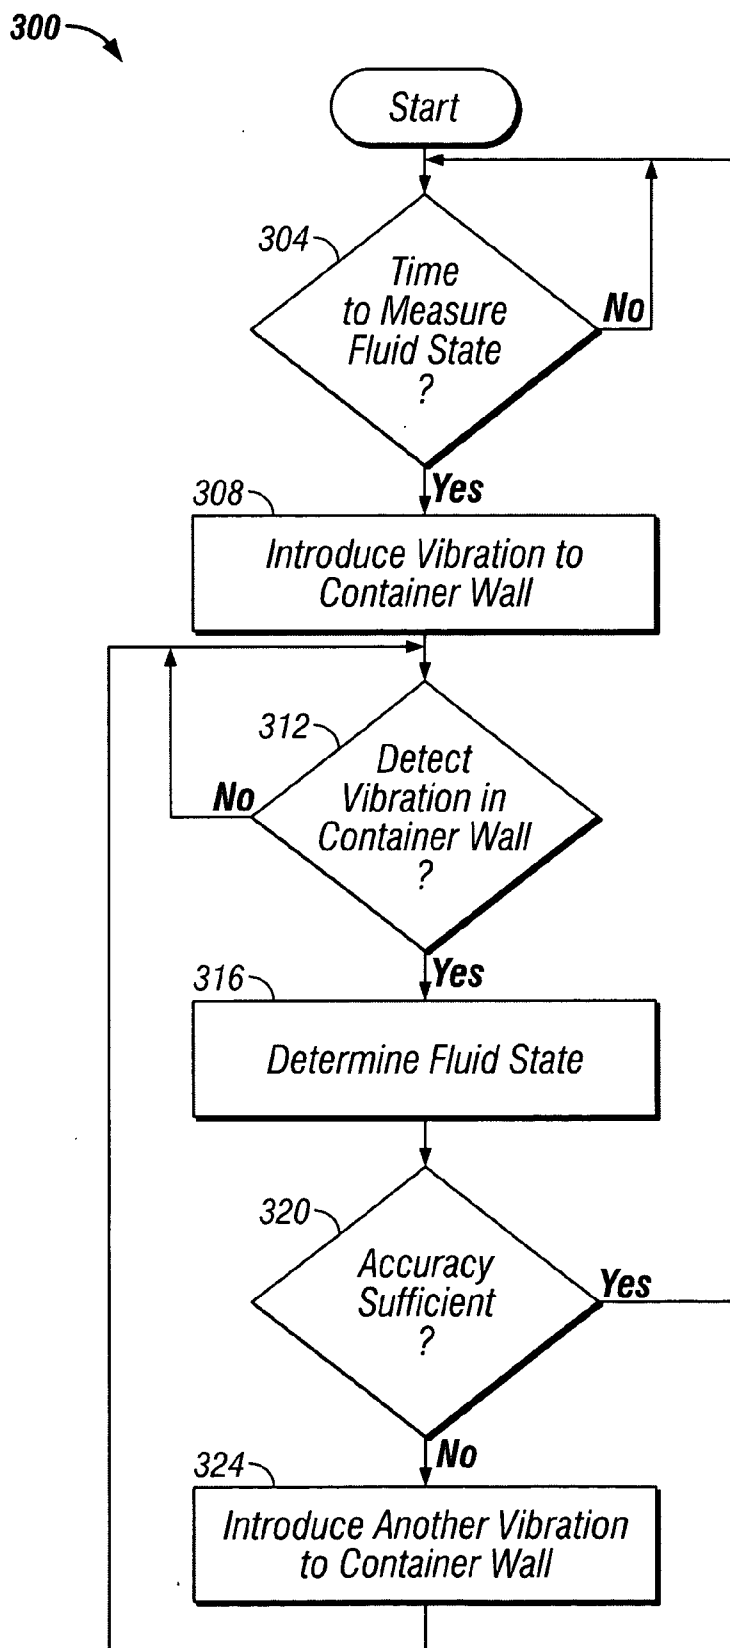 300
Start
304
Time
to Measure
Fluid State
?
No
Yes
308
Introduce Vibration to
Container Wall
312
Detect
Vibration in
Container Wall
?
No
Yes
316
Determine Fluid State
320
Accuracy
Sufficient
?
Yes
No
324
Introduce Another Vibration
to Container Wall